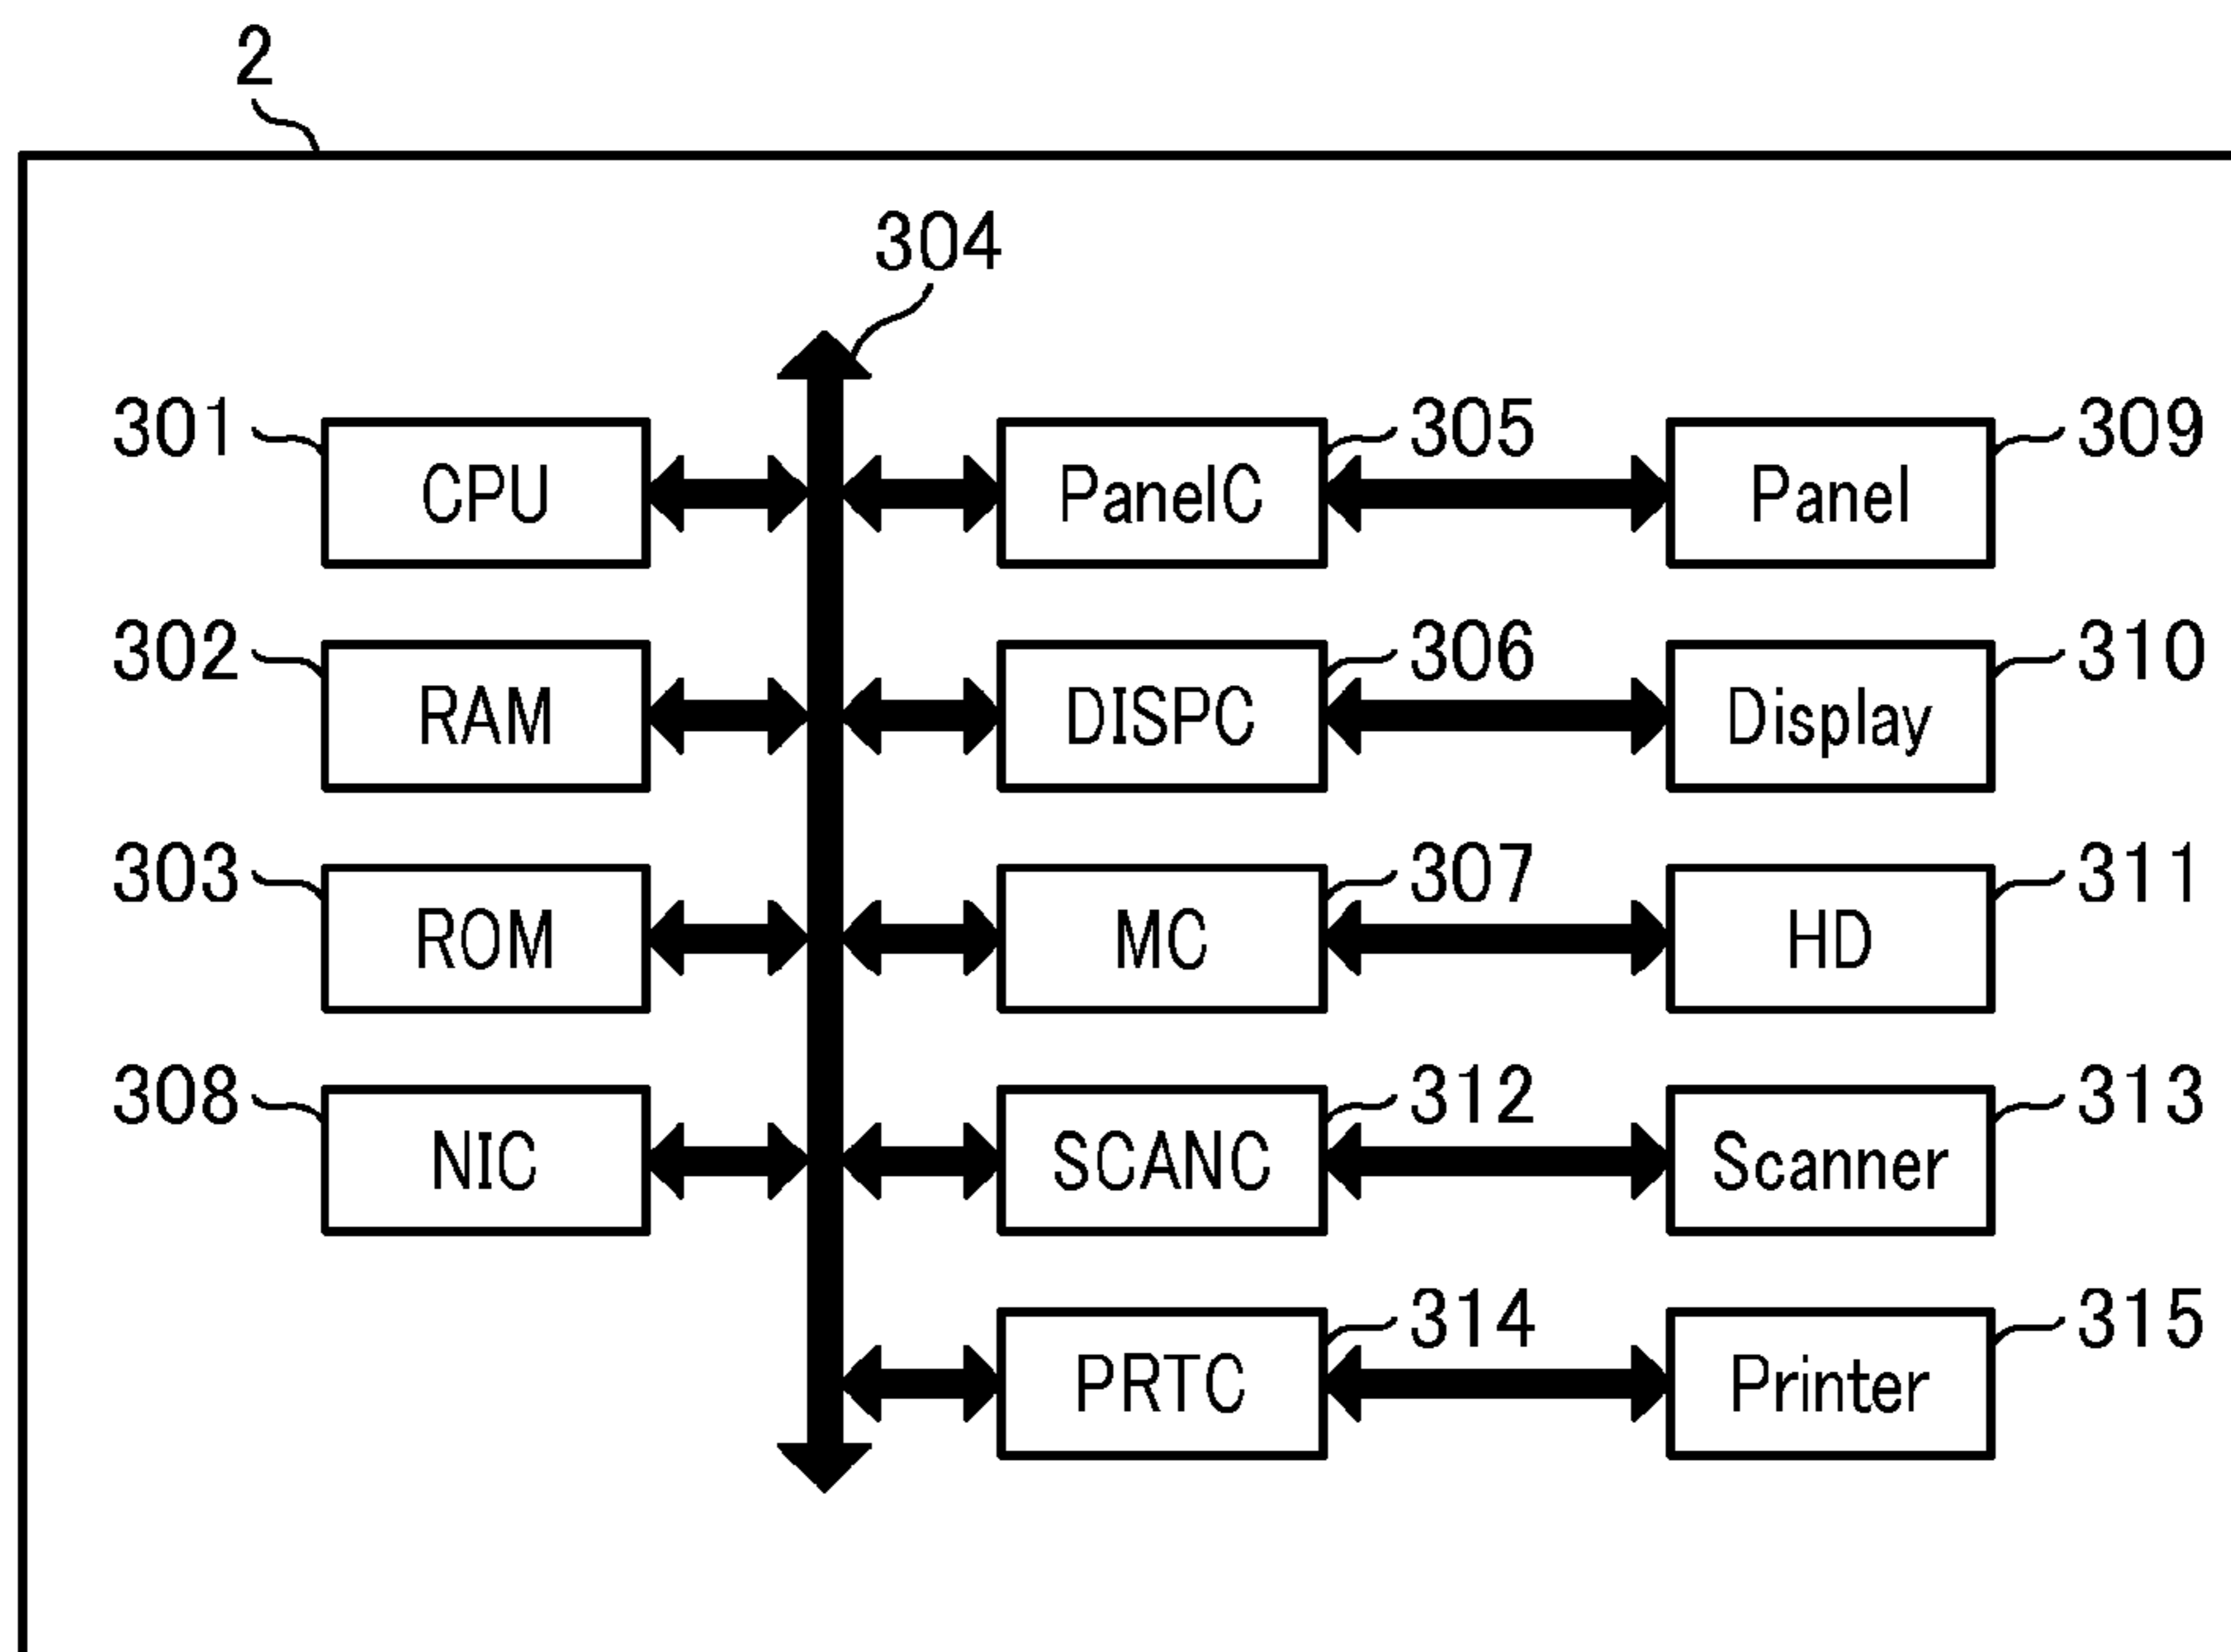 2
304
301 CPU PanelC 305 Panel 309
302 RAM DISPC 306 Display 310
303 ROM MC 307 HD 311
308 NIC SCANC 312 Scanner 313
PRTC 314 Printer 315